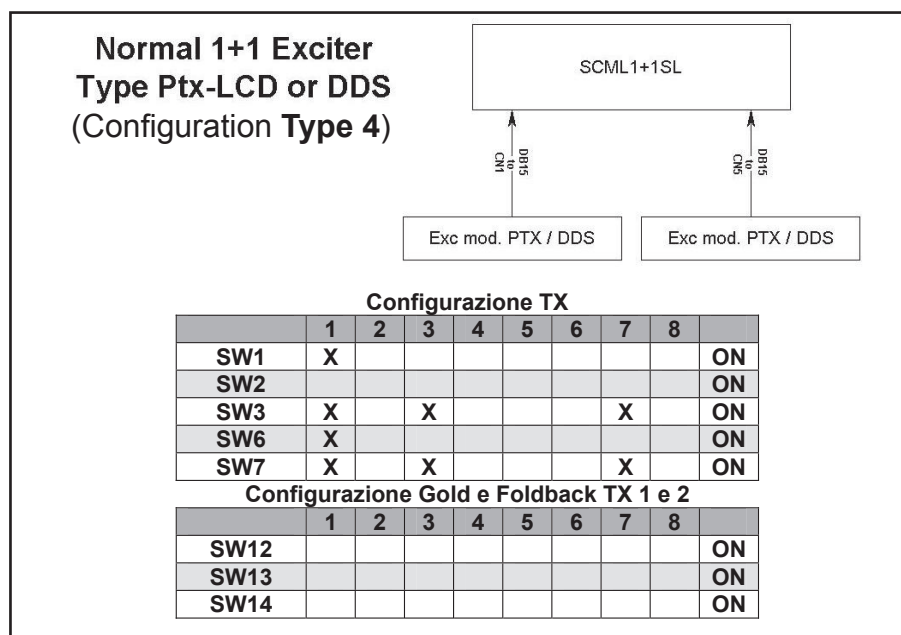 Normal 1+1 Exciter
Type Ptx-LCD or DDS
(Configuration Type 4)
SCML1+1SL
DB15
to
CN1
DB15
to
CN5
Exc mod. PTX / DDS
Exc mod. PTX / DDS
Configurazione TX
1 2 3 4 5 6 7 8
SW1 X ON
SW2 ON
SW3 X X X ON
SW6 X ON
SW7 X X X ON
Configurazione Gold e Foldback TX 1 e 2
1 2 3 4 5 6 7 8
SW12 ON
SW13 ON
SW14 ON